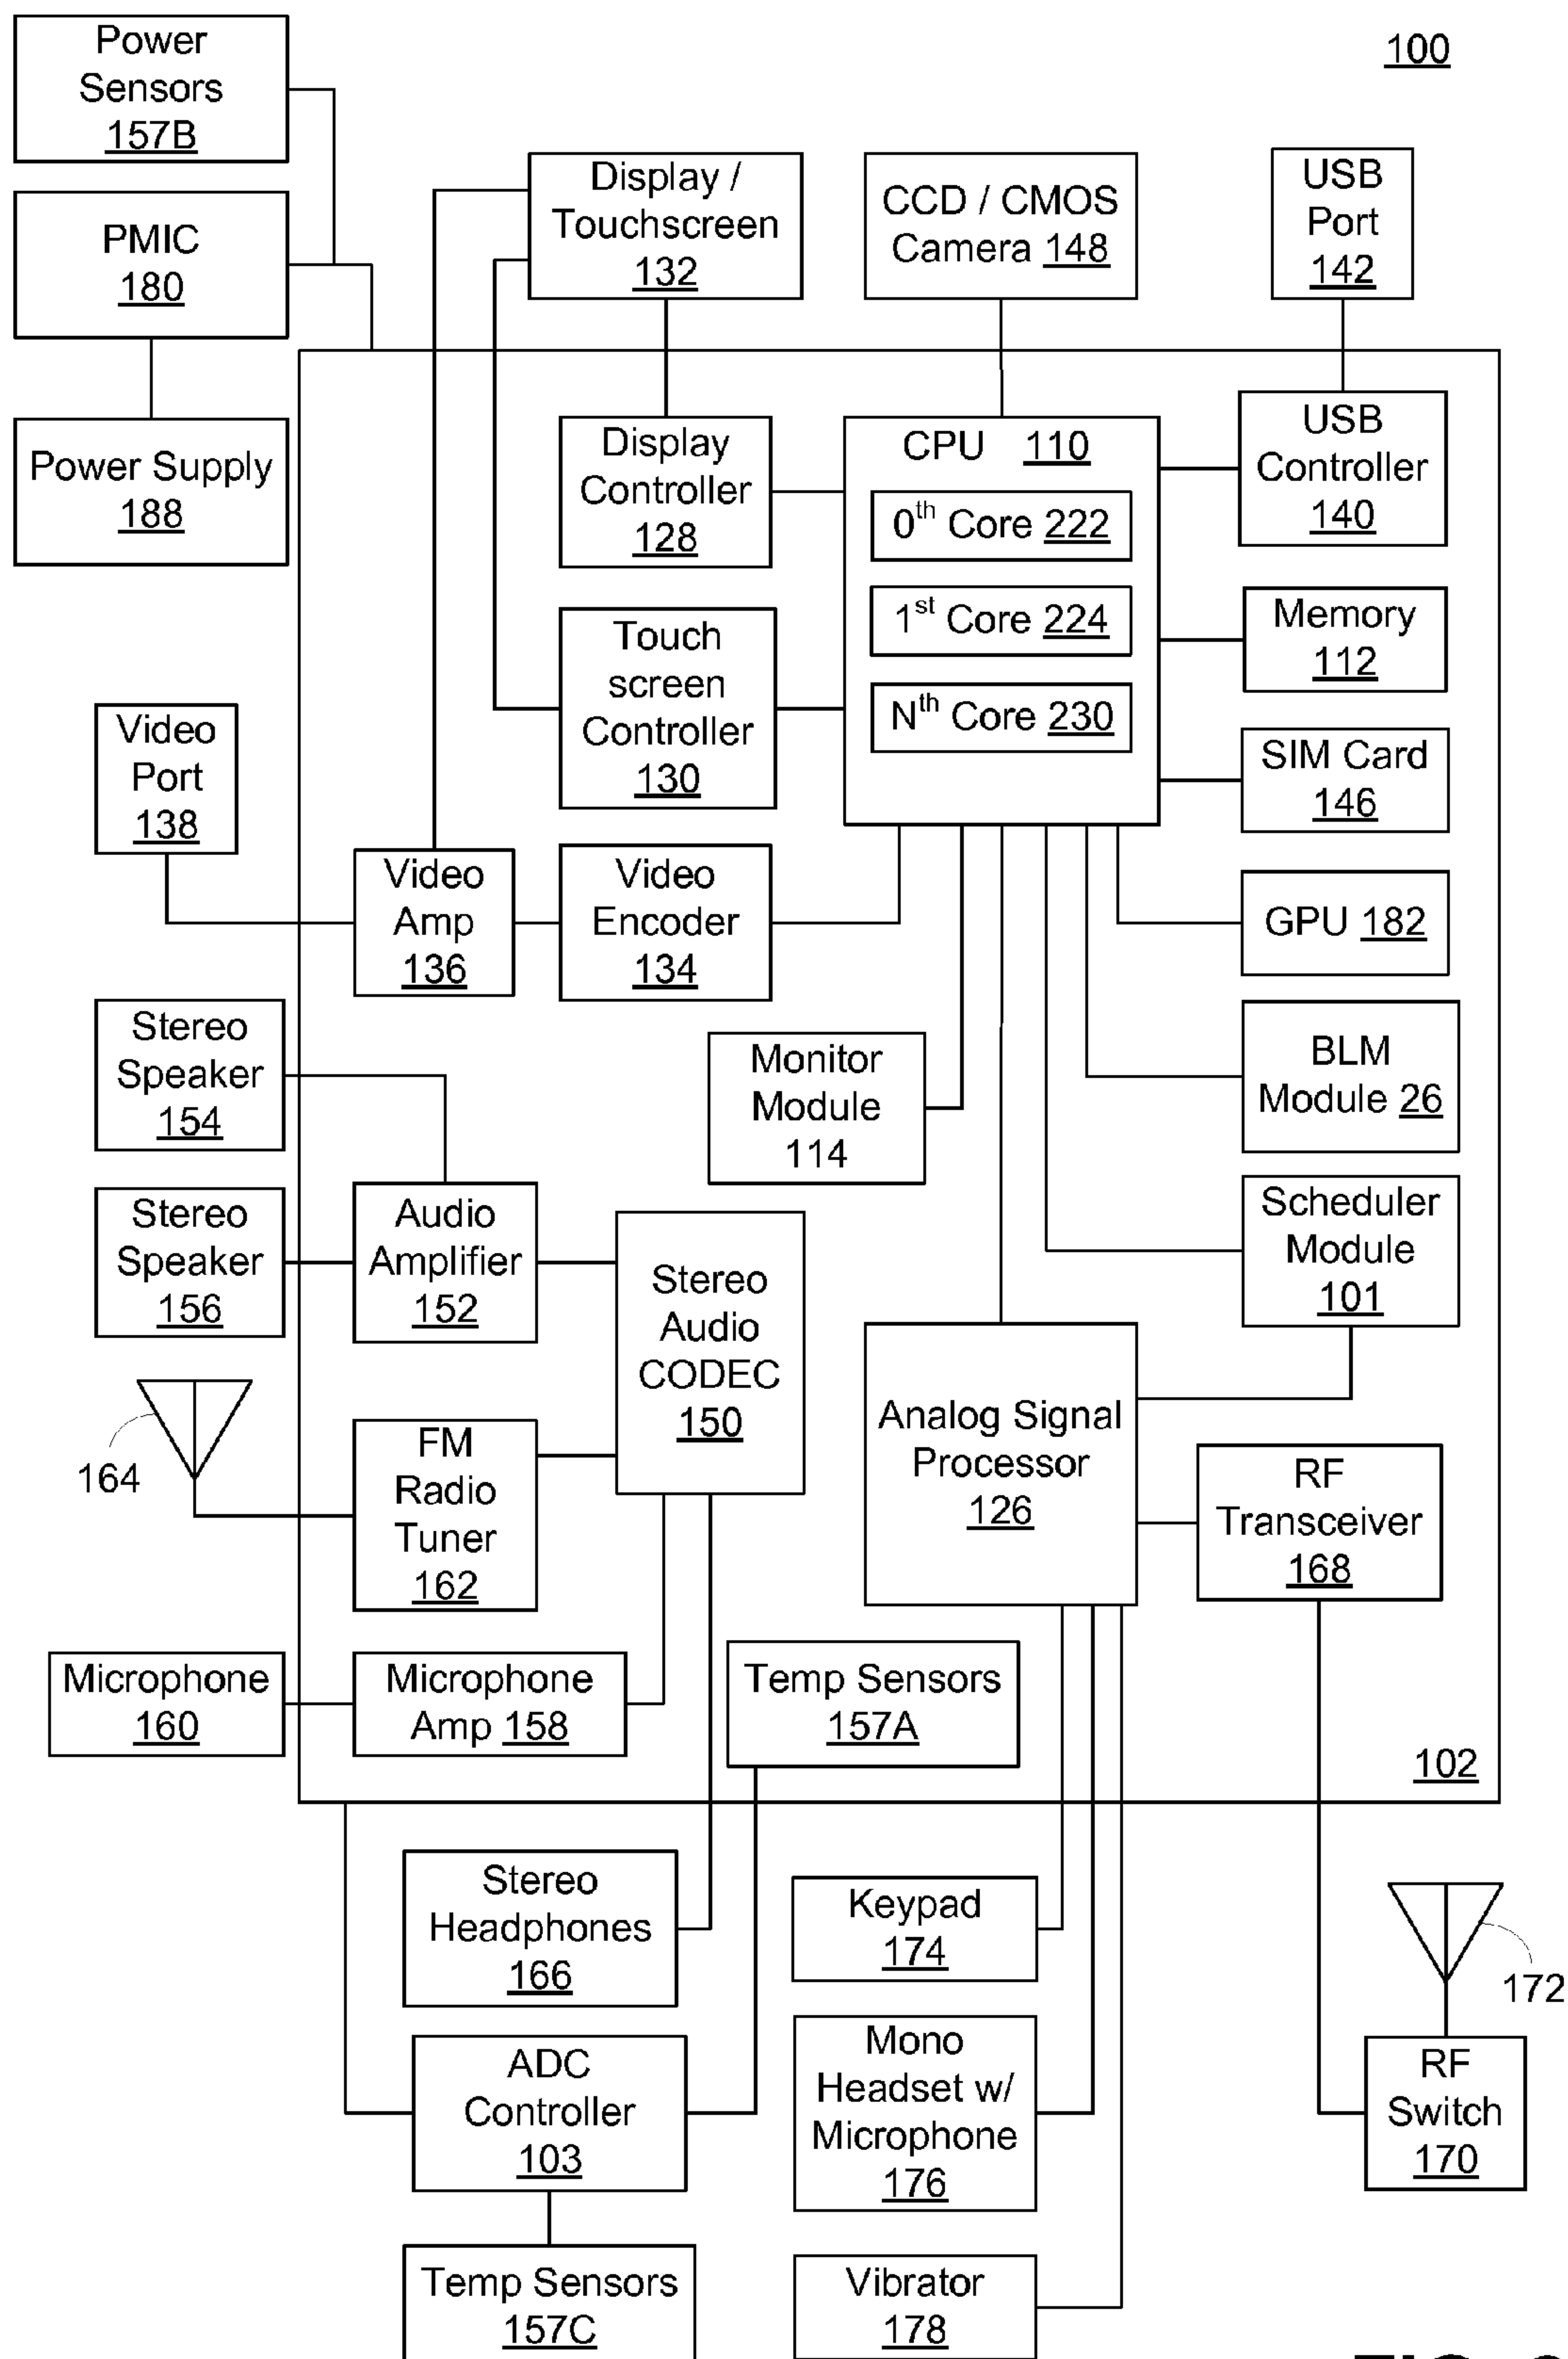 100
Power
Sensors
157B
PMIC
180
Power Supply
188
Display /
Touchscreen
132
CCD / CMOS
Camera 148
USB
Port
142
Display
Controller
128
CPU 110
0th Core 222
1st Core 224
Nth Core 230
USB
Controller
140
Touch
screen
Controller
130
Memory
112
SIM Card
146
Video
Port
138
Video
Amp
136
Video
Encoder
134
GPU 182
Stereo
Speaker
154
Monitor
Module
114
BLM
Module 26
Stereo
Speaker
156
Audio
Amplifier
152
Stereo
Audio
CODEC
150
Scheduler
Module
101
164
FM
Radio
Tuner
162
Analog Signal
Processor
126
RF
Transceiver
168
Microphone
160
Microphone
Amp 158
Temp Sensors
157A
102
Stereo
Headphones
166
Keypad
174
172
ADC
Controller
103
Mono
Headset w/
Microphone
176
RF
Switch
170
Temp Sensors
157C
Vibrator
178